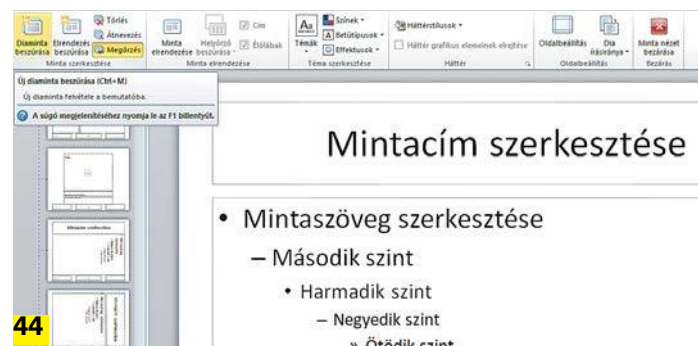 Diaminta beszúrása
Elrendezés beszúrása
Törlés
Átnevezés
Megőrzés
Minta szerkesztése
Minta elrendezése
Helyőrző beszúrása
Cím
Élőlábak
Minta elrendezése
Témák
Színek
Betűtípusok
Effektusok
Téma szerkesztése
Háttérstílusok
Háttér grafikus elemeinek elrejtése
Háttér
Oldalbeállítás
Dia írásiránya
Oldalbeállítás
Minta nézet bezárása
Bezárás
Új diaminta beszúrása (Ctrl+M)
Új diaminta felvétele a bemutatóba.
A súgó megjelenítéséhez nyomja le az F1 billentyűt.
Mintacím szerkesztése
• Mintaszöveg szerkesztése
– Második szint
• Harmadik szint
– Negyedik szint
» Ötödik szint
44